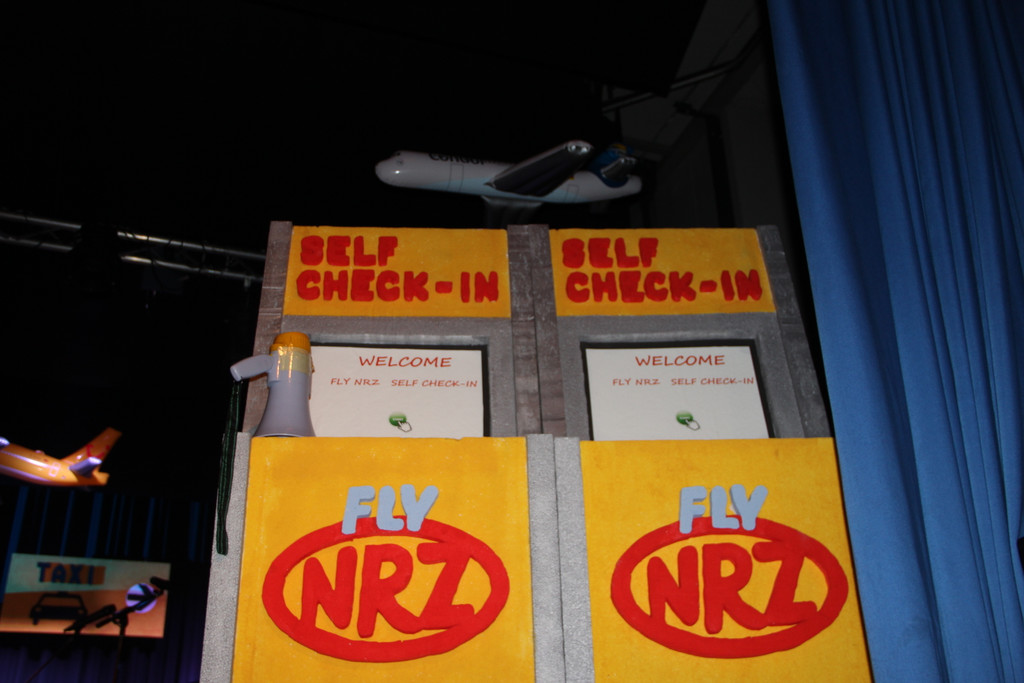 Condor
SELF
CHECK-IN
SELF
CHECK-IN
WELCOME
FLY NRZ SELF CHECK-IN
WELCOME
FLY NRZ SELF CHECK-IN
FLY
NRZ
FLY
NRZ
TAXI